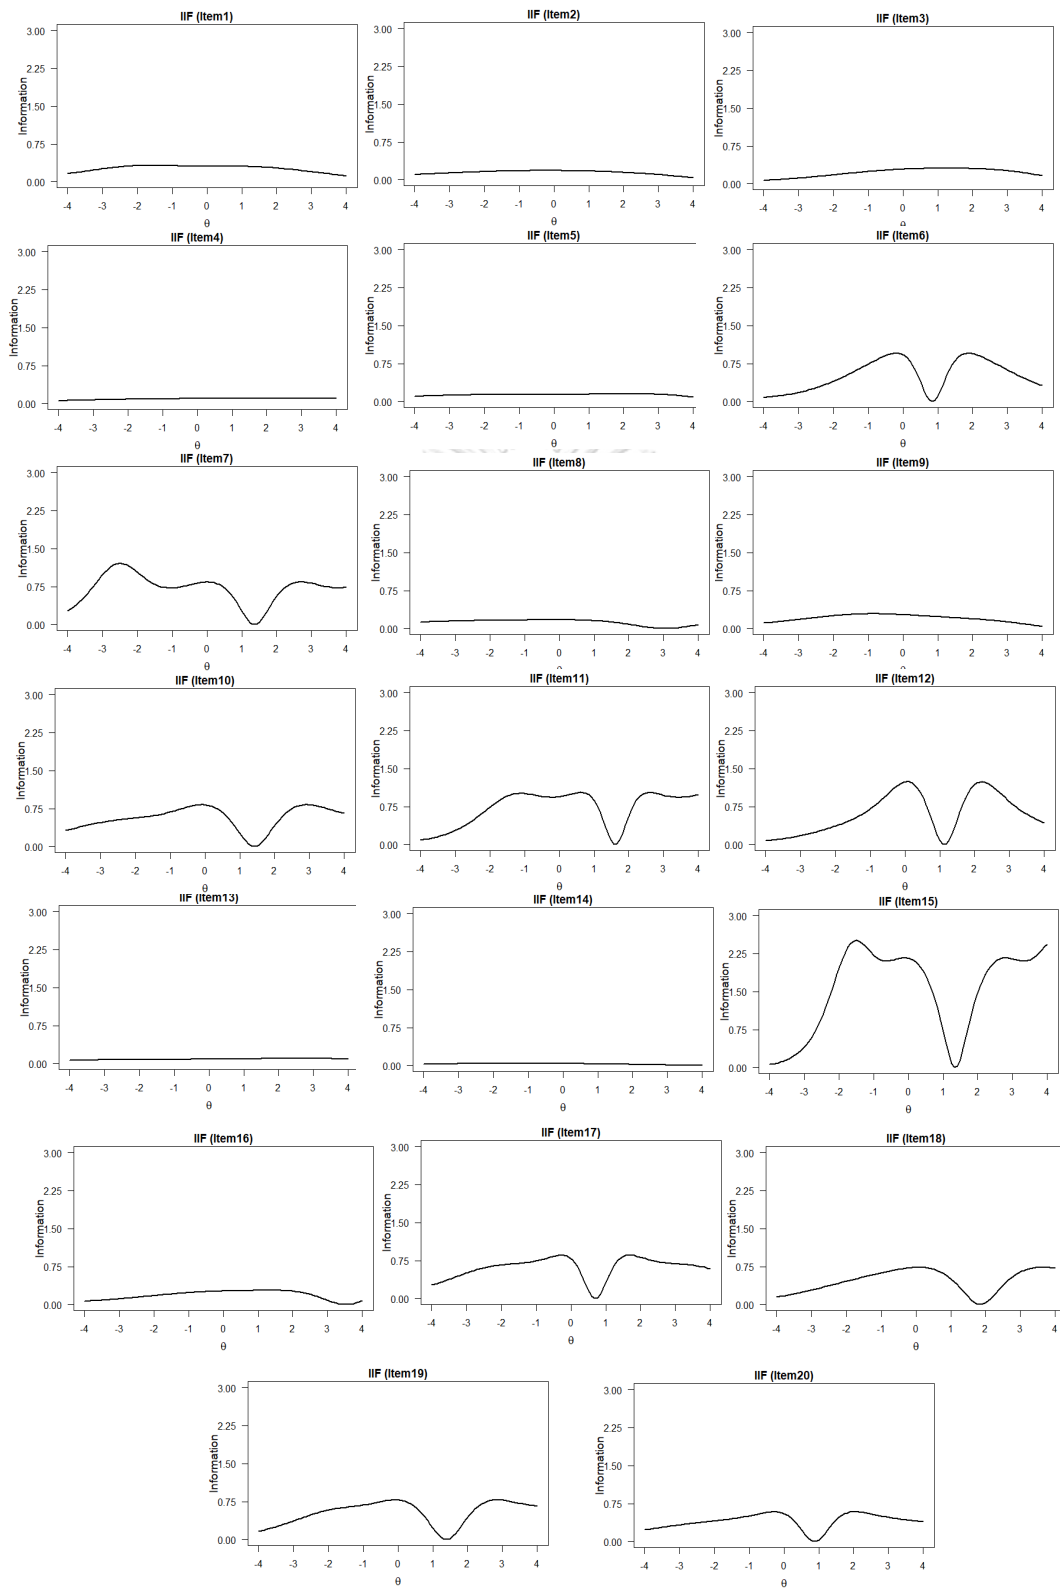 IIF (Item1)
3.00
2.25
1.50
0.75
0.00
Information
-4 -3 -2 -1 0 1 2 3 4
θ
IIF (Item2)
3.00
2.25
1.50
0.75
0.00
Information
-4 -3 -2 -1 0 1 2 3 4
θ
IIF (Item3)
3.00
2.25
1.50
0.75
0.00
Information
-4 -3 -2 -1 0 1 2 3 4
IIF (Item4)
3.00
2.25
1.50
0.75
0.00
Information
-4 -3 -2 -1 0 1 2 3 4
θ
IIF (Item5)
3.00
2.25
1.50
0.75
0.00
Information
-4 -3 -2 -1 0 1 2 3 4
θ
IIF (Item6)
3.00
2.25
1.50
0.75
0.00
Information
-4 -3 -2 -1 0 1 2 3 4
θ
IIF (Item7)
3.00
2.25
1.50
0.75
0.00
Information
-4 -3 -2 -1 0 1 2 3 4
θ
IIF (Item8)
3.00
2.25
1.50
0.75
0.00
Information
-4 -3 -2 -1 0 1 2 3 4
IIF (Item9)
3.00
2.25
1.50
0.75
0.00
Information
-4 -3 -2 -1 0 1 2 3 4
IIF (Item10)
3.00
2.25
1.50
0.75
0.00
Information
-4 -3 -2 -1 0 1 2 3 4
θ
IIF (Item11)
3.00
2.25
1.50
0.75
0.00
Information
-4 -3 -2 -1 0 1 2 3 4
θ
IIF (Item12)
3.00
2.25
1.50
0.75
0.00
Information
-4 -3 -2 -1 0 1 2 3 4
θ
IIF (Item13)
3.00
2.25
1.50
0.75
0.00
Information
-4 -3 -2 -1 0 1 2 3 4
θ
IIF (Item14)
3.00
2.25
1.50
0.75
0.00
Information
-4 -3 -2 -1 0 1 2 3 4
θ
IIF (Item15)
3.00
2.25
1.50
0.75
0.00
Information
-4 -3 -2 -1 0 1 2 3 4
θ
IIF (Item16)
3.00
2.25
1.50
0.75
0.00
Information
-4 -3 -2 -1 0 1 2 3 4
θ
IIF (Item17)
3.00
2.25
1.50
0.75
0.00
Information
-4 -3 -2 -1 0 1 2 3 4
θ
IIF (Item18)
3.00
2.25
1.50
0.75
0.00
Information
-4 -3 -2 -1 0 1 2 3 4
θ
IIF (Item19)
3.00
2.25
1.50
0.75
0.00
Information
-4 -3 -2 -1 0 1 2 3 4
θ
IIF (Item20)
3.00
2.25
1.50
0.75
0.00
Information
-4 -3 -2 -1 0 1 2 3 4
θ